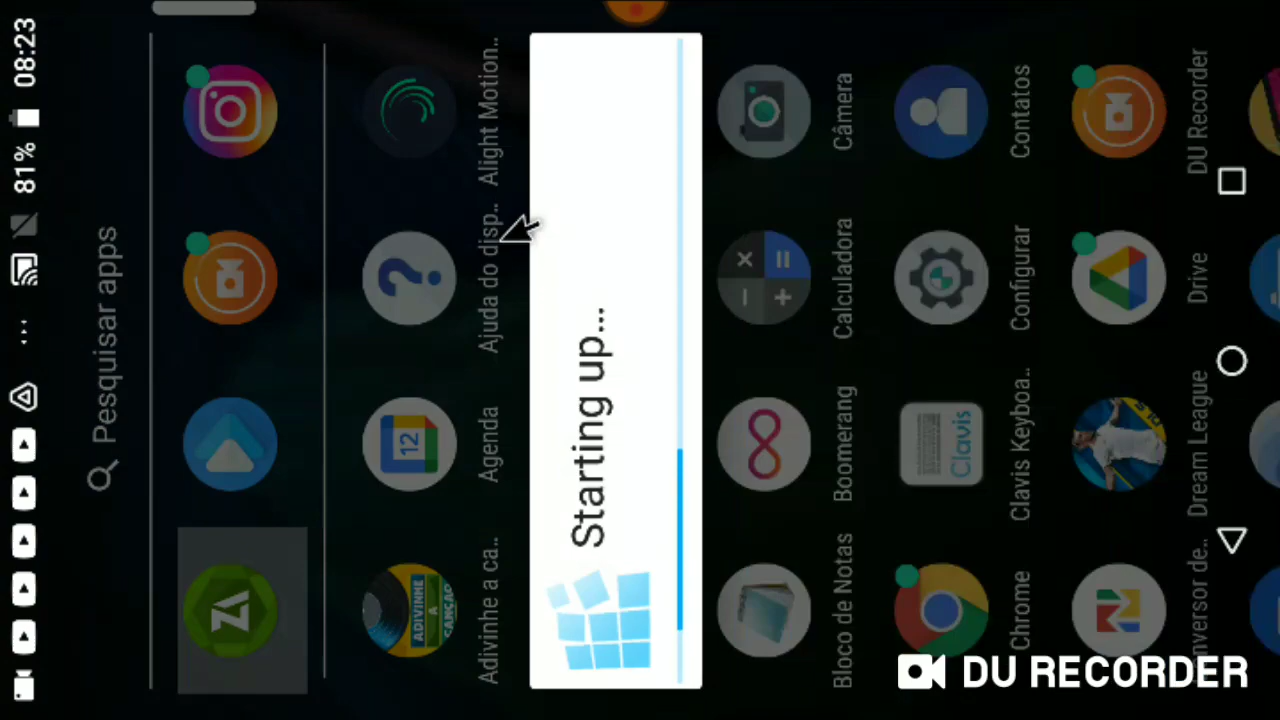 08:23
81%
Pesquisar apps
ADIVINHE
A
CANÇÃO
12
Adivinhe a ca..
Agenda
Ajuda do disp..
Alight Motion..
Starting up...
Bloco de Notas
Boomerang
Calculadora
Câmera
Clavis
Chrome
Clavis Keyboa..
Configurar
Contatos
nversor de..
Dream League
Drive
DU Recorder
DU RECORDER